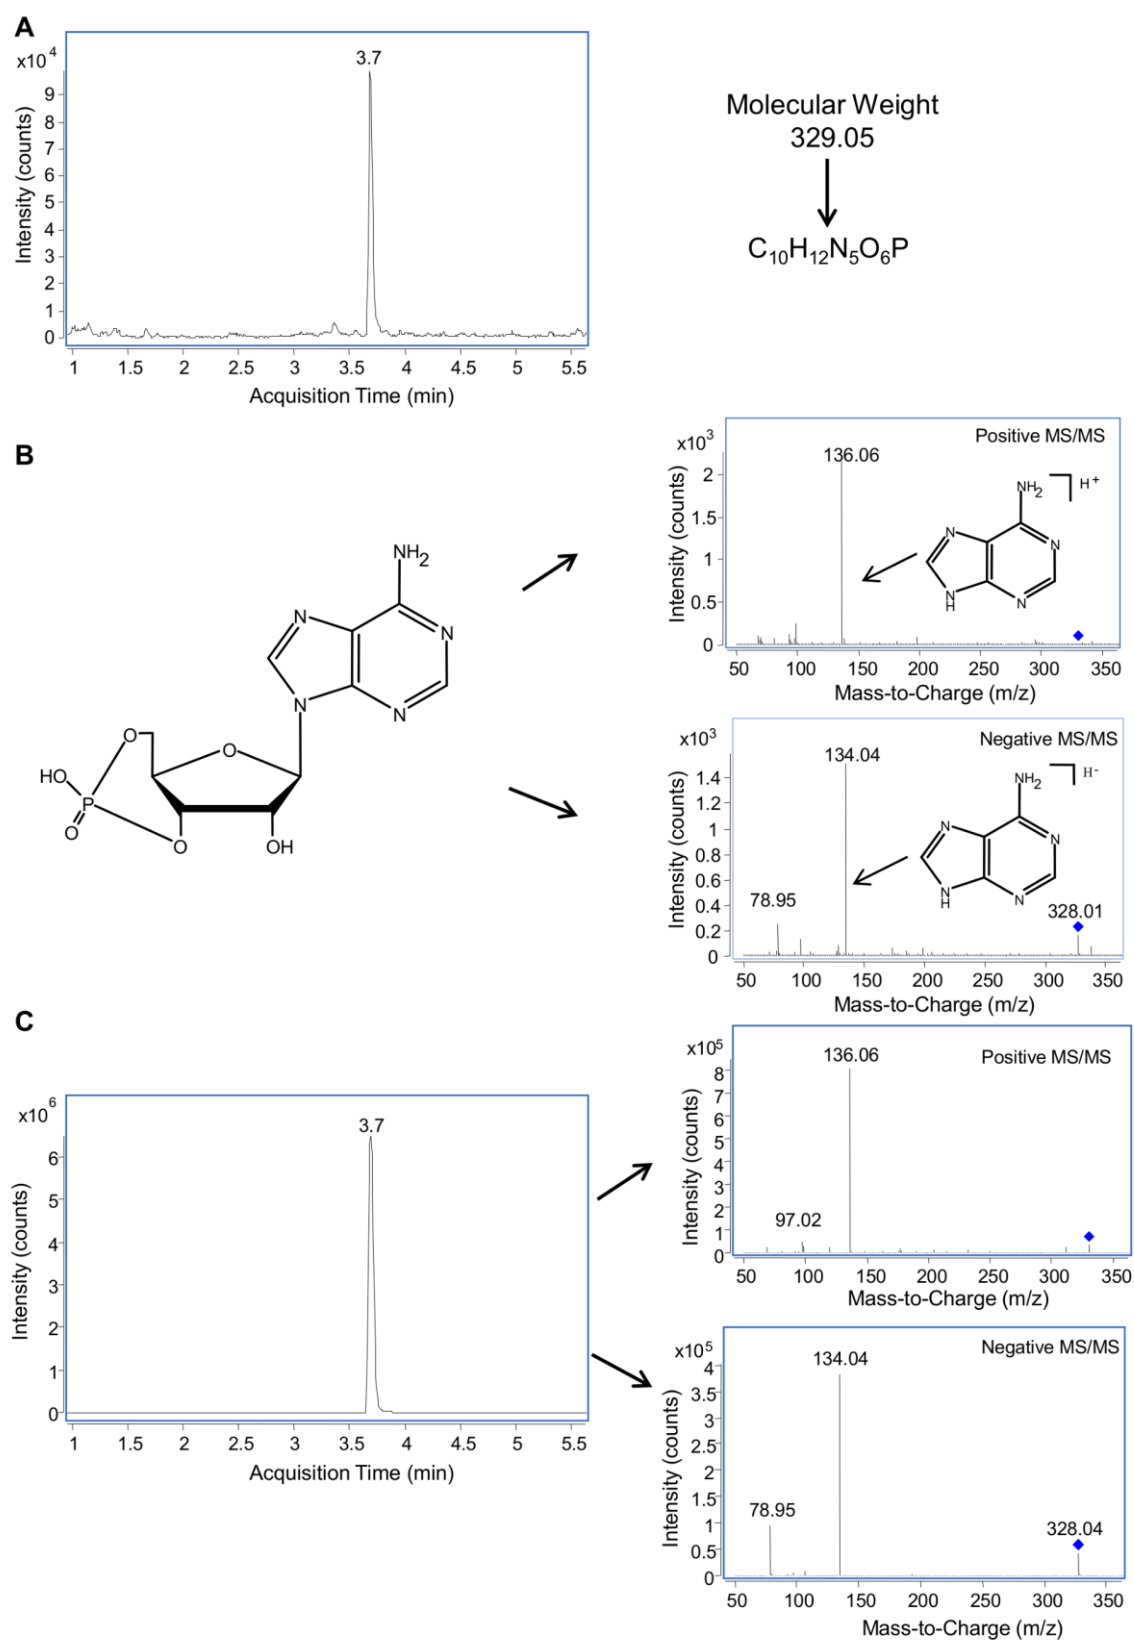 A
x10 4
3.7
9
8
7
6
5
4
3
2
1
0
Intensity (counts)
1 1.5 2 2.5 3 3.5 4 4.5 5 5.5
Acquisition Time (min)
Molecular Weight
329.05
C10H12N5O6P
B
NH2
N
N
N
N
O
O
HO
P
O
O
OH
x10³
Positive MS/MS
136.06
2
1.5
1
0.5
0
Intensity (counts)
NH2
H+
N
N
N
H
N
50 100 150 200 250 300 350
Mass-to-Charge (m/z)
x10³
Negative MS/MS
134.04
1.4
1.2
1
0.8
0.6
0.4
0.2
0
Intensity (counts)
NH2
H-
N
N
N
H
N
78.95
328.01
50 100 150 200 250 300 350
Mass-to-Charge (m/z)
C
x10 6
3.7
6
5
4
3
2
1
0
Intensity (counts)
1 1.5 2 2.5 3 3.5 4 4.5 5 5.5
Acquisition Time (min)
x10⁵
136.06
Positive MS/MS
8
7
6
5
4
3
2
1
0
Intensity (counts)
97.02
50 100 150 200 250 300 350
Mass-to-Charge (m/z)
x10⁵
134.04
Negative MS/MS
4
3.5
3
2.5
2
1.5
1
0.5
0
Intensity (counts)
78.95
328.04
50 100 150 200 250 300 350
Mass-to-Charge (m/z)